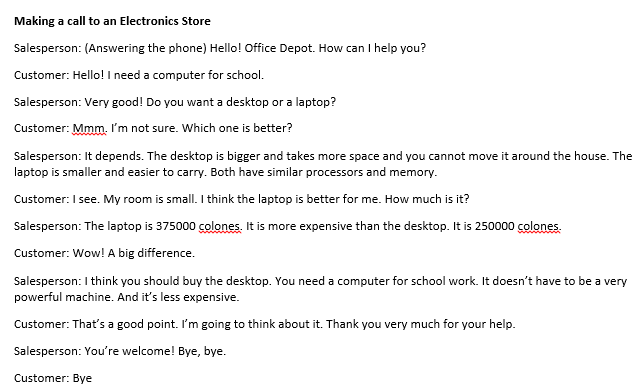 Making a call to an Electronics Store
Salesperson: (Answering the phone) Hello! Office Depot. How can I help you?
Customer: Hello! I need a computer for school.
Salesperson: Very good! Do you want a desktop or a laptop?
Customer: Mmm. I'm not sure. Which one is better?
Salesperson: It depends. The desktop is bigger and takes more space and you cannot move it around the house. The
laptop is smaller and easier to carry. Both have similar processors and memory.
Customer: I see. My room is small. I think the laptop is better for me. How much is it?
Salesperson: The laptop is 375000 colones. It is more expensive than the desktop. It is 250000 colones.
Customer: Wow! A big difference.
Salesperson: I think you should buy the desktop. You need a computer for school work. It doesn't have to be a very
powerful machine. And it's less expensive.
Customer: That's a good point. I'm going to think about it. Thank you very much for your help.
Salesperson: You're welcome! Bye, bye.
Customer: Bye